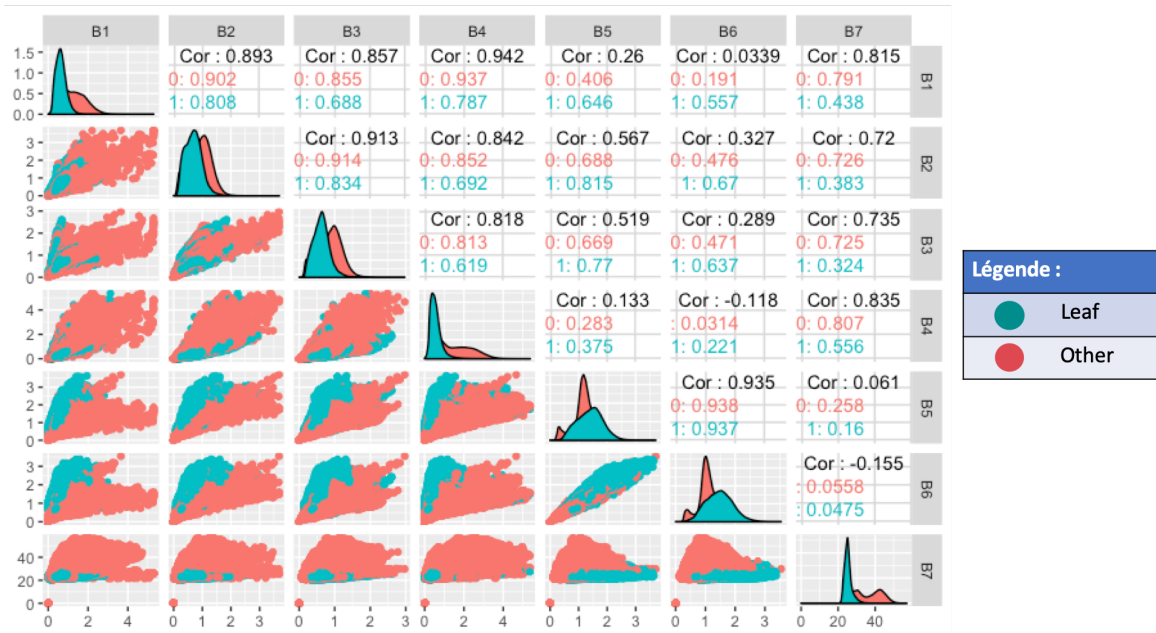 B1 B2 B3 B4 B5 B6 B7
1.5
1.0
0.5
0.0
Cor : 0.893
0: 0.902
1: 0.808
Cor : 0.857
0: 0.855
1: 0.688
Cor : 0.942
0: 0.937
1: 0.787
Cor : 0.26
0: 0.406
1: 0.646
Cor : 0.0339
0: 0.191
1: 0.557
Cor : 0.815
0: 0.791
1: 0.438
B1
3
2
1
0
Cor : 0.913
0: 0.914
1: 0.834
Cor : 0.842
0: 0.852
1: 0.692
Cor : 0.567
0: 0.688
1: 0.815
Cor : 0.327
0: 0.476
1: 0.67
Cor : 0.72
0: 0.726
1: 0.383
B2
3
2
1
0
Cor : 0.818
0: 0.813
1: 0.619
Cor : 0.519
0: 0.669
1: 0.77
Cor : 0.289
0: 0.471
1: 0.637
Cor : 0.735
0: 0.725
1: 0.324
B3
4
2
0
Cor : 0.133
0: 0.283
1: 0.375
Cor : -0.118
: 0.0314
1: 0.221
Cor : 0.835
0: 0.807
1: 0.556
B4
3
2
1
0
Cor : 0.935
0: 0.938
1: 0.937
Cor : 0.061
0: 0.258
1: 0.16
B5
3
2
1
0
Cor : -0.155
: 0.0558
: 0.0475
B6
40
20
0
B7
0 2 4 0 1 2 3 0 1 2 3 0 2 4 0 1 2 3 0 1 2 3 0 20 40
Légende :
Leaf
Other